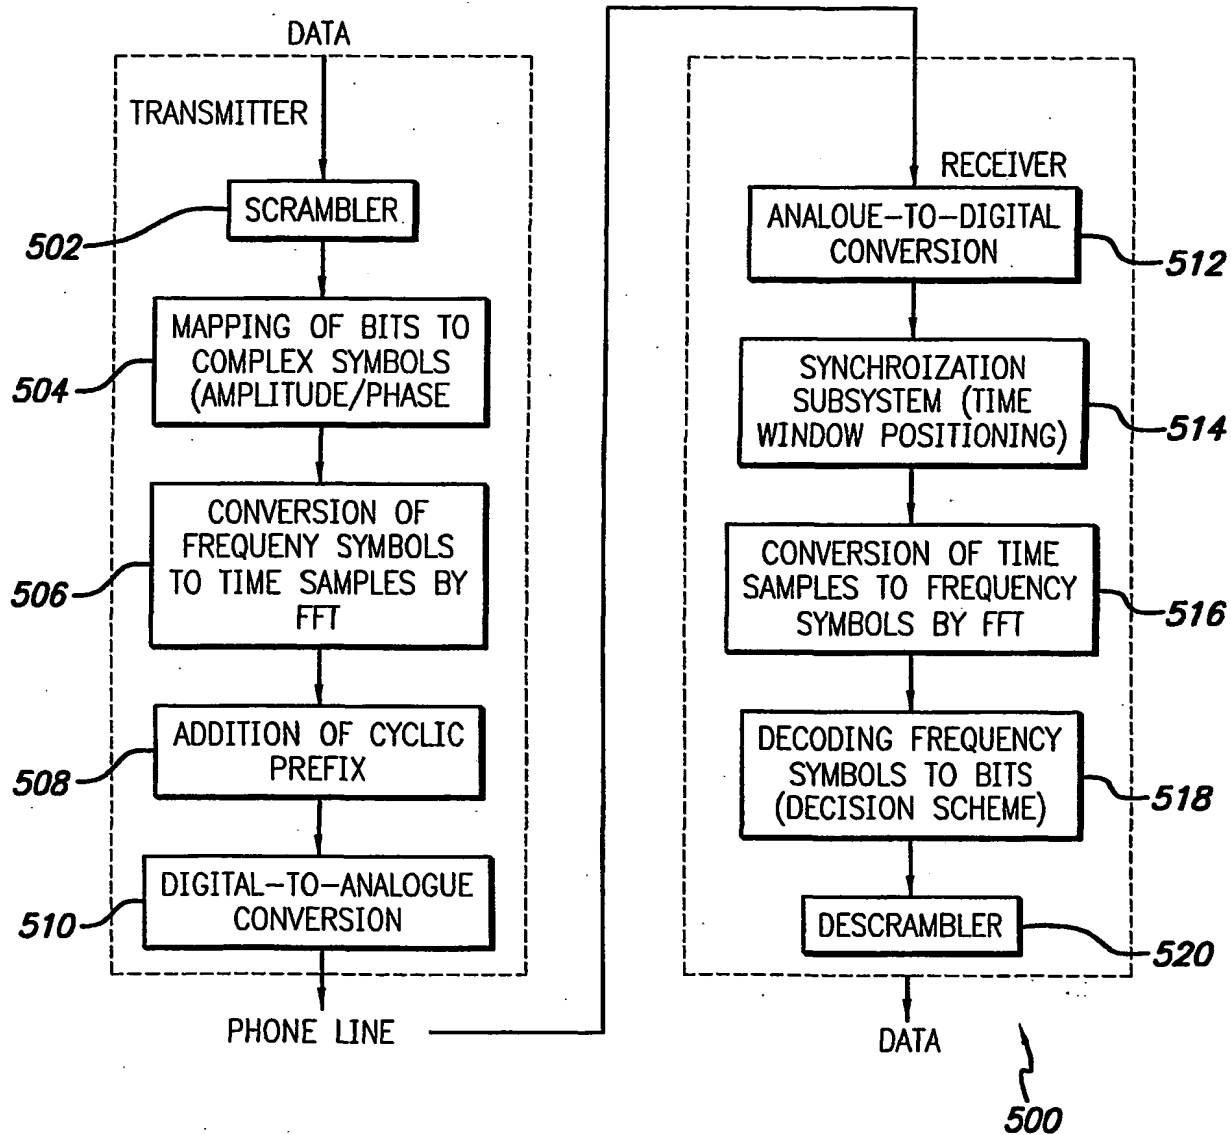 DATA
TRANSMITTER
SCRAMBLER
502
MAPPING OF BITS TO
COMPLEX SYMBOLS
(AMPLITUDE/PHASE
504
CONVERSION OF
FREQUENY SYMBOLS
TO TIME SAMPLES BY
FFT
506
ADDITION OF CYCLIC
PREFIX
508
DIGITAL-TO-ANALOGUE
CONVERSION
510
PHONE LINE
RECEIVER
ANALOUE-TO-DIGITAL
CONVERSION
512
SYNCHROIZATION
SUBSYSTEM (TIME
WINDOW POSITIONING)
514
CONVERSION OF TIME
SAMPLES TO FREQUENCY
SYMBOLS BY FFT
516
DECODING FREQUENCY
SYMBOLS TO BITS
(DECISION SCHEME)
518
DESCRAMBLER
520
DATA
500